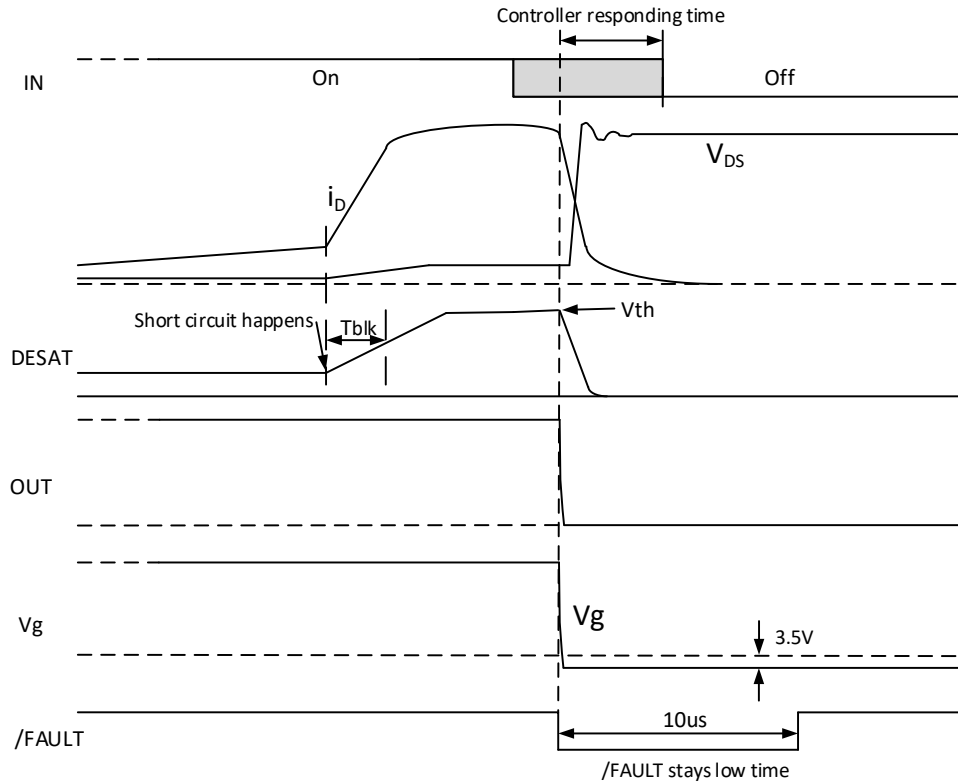 Controller responding time
IN
On
Off
V_DS
i_D
Vth
Short circuit happens
Tblk
DESAT
OUT
Vg
Vg
3.5V
10us
/FAULT
/FAULT stays low time